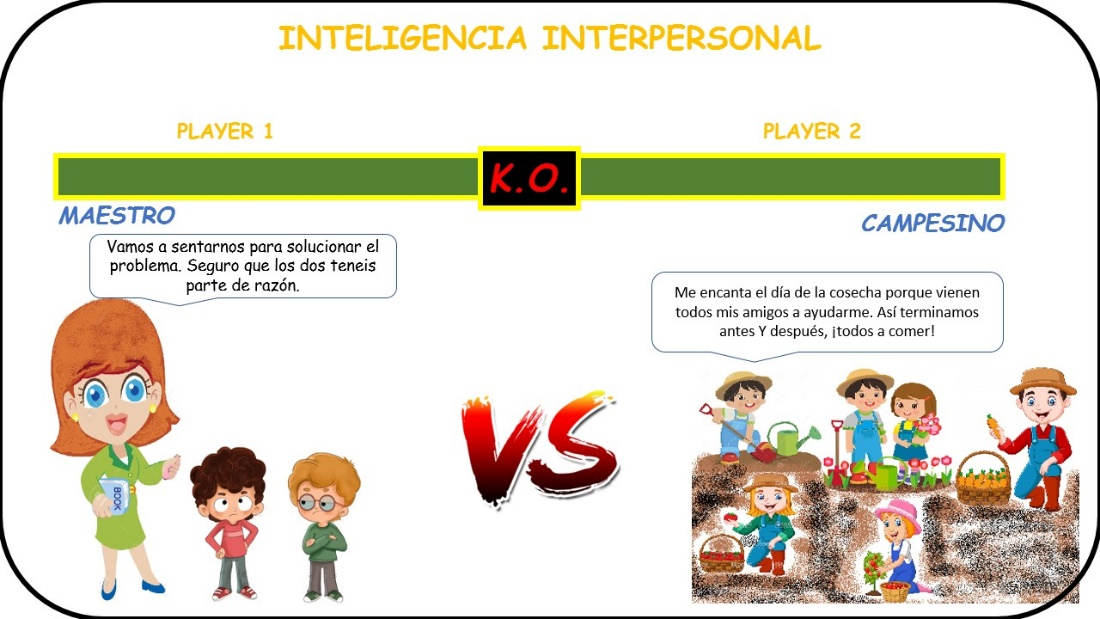 INTELIGENCIA INTERPERSONAL
PLAYER 1
PLAYER 2
K.O.
MAESTRO
CAMPESINO
Vamos a sentarnos para solucionar el
problema. Seguro que los dos teneis
parte de razón.
Me encanta el día de la cosecha porque vienen
todos mis amigos a ayudarme. Así terminamos
antes Y después, ¡todos a comer!
VS
BOOK